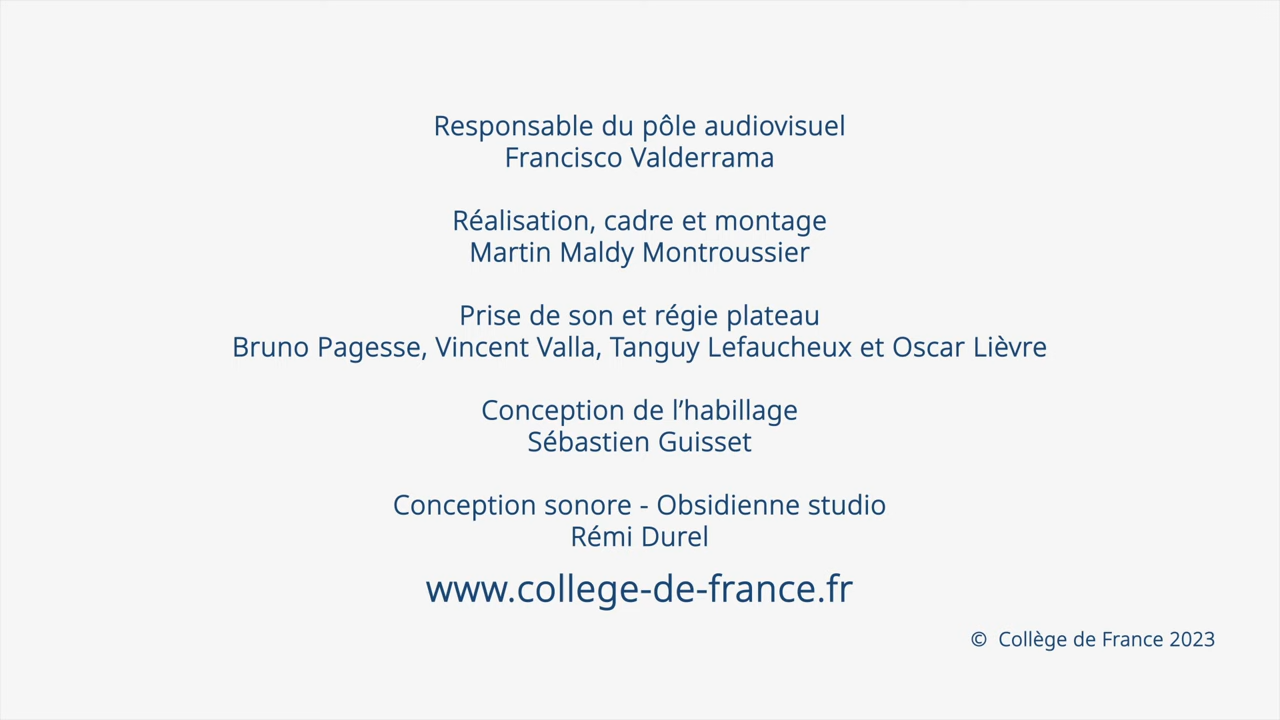 Responsable du pôle audiovisuel
Francisco Valderrama
Réalisation, cadre et montage
Martin Maldy Montroussier
Prise de son et régie plateau
Bruno Pagesse, Vincent Valla, Tanguy Lefaucheux et Oscar Lièvre
Conception de l’habillage
Sébastien Guisset
Conception sonore - Obsidienne studio
Rémi Durel
www.college-de-france.fr
© Collège de France 2023